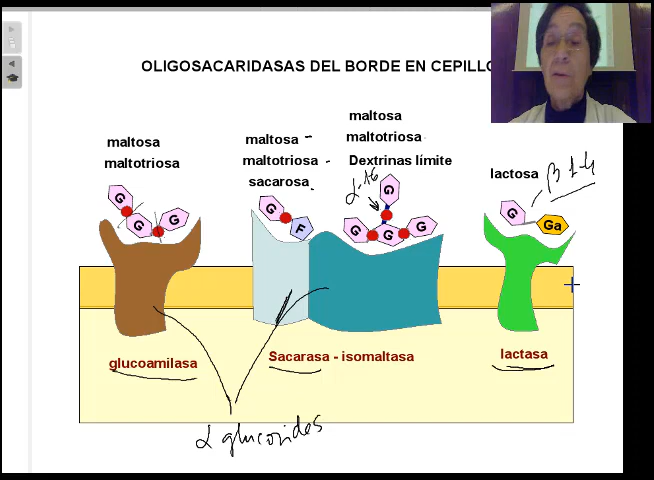 OLIGOSACARIDASAS DEL BORDE EN CEPILLO
maltosa
maltotriosa
G
G
G
maltosa
maltotriosa
sacarosa
G
F
maltosa
maltotriosa
Dextrinas límite
α-1,6
G
G
G
G
lactosa
β 1-4
G
Ga
glucoamilasa
Sacarasa - isomaltasa
lactasa
α glucosides